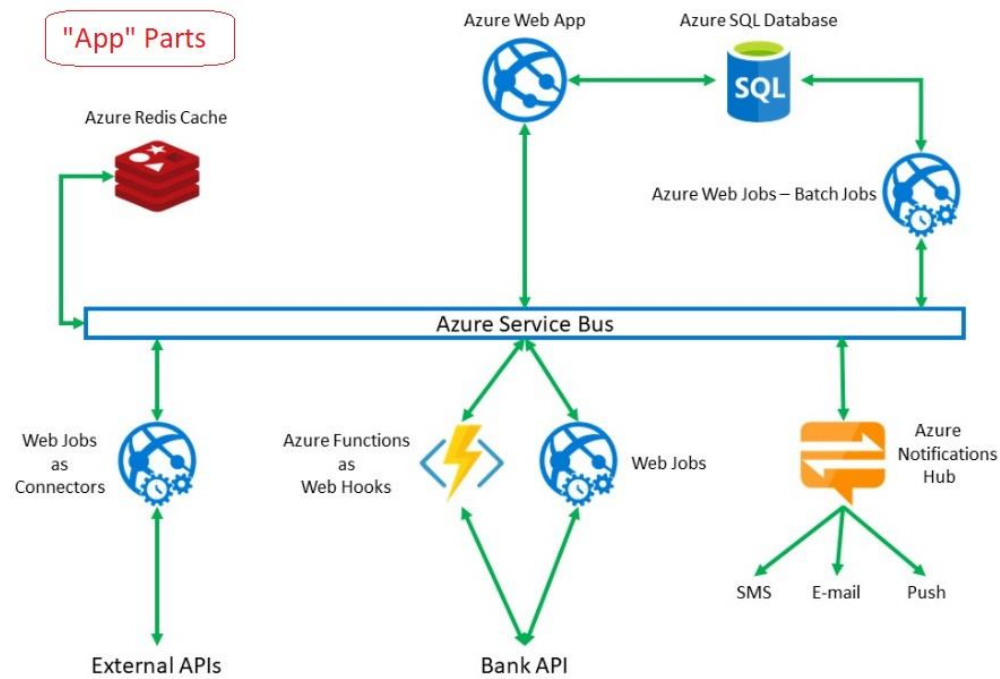 "App" Parts
Azure Web App
Azure SQL Database
SQL
Azure Redis Cache
Azure Web Jobs – Batch Jobs
Azure Service Bus
Web Jobs
as
Connectors
Azure Functions
as
Web Hooks
Web Jobs
Azure
Notifications
Hub
SMS
E-mail
Push
External APIs
Bank API